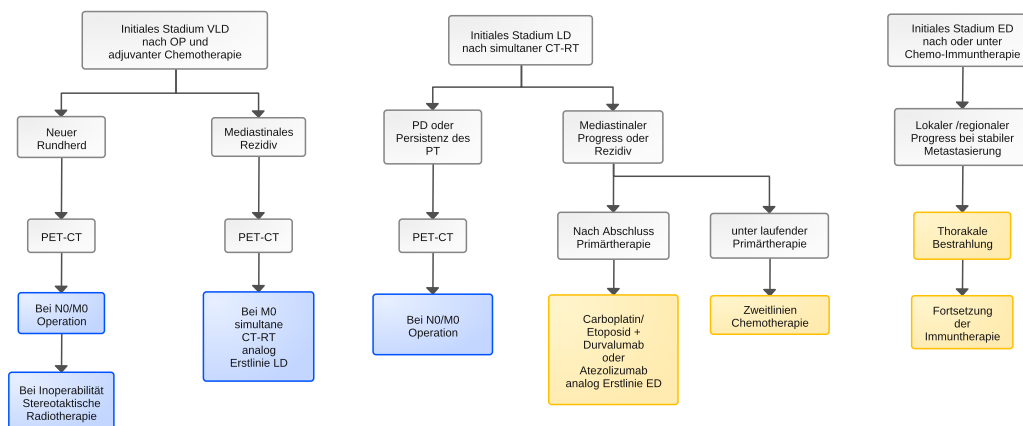 Initiales Stadium VLD
nach OP und
adjuvanter Chemotherapie
Neuer
Rundherd
PET-CT
Bei N0/M0
Operation
Bei Inoperabilität
Stereotaktische
Radiotherapie
Mediastinales
Rezidiv
PET-CT
Bei M0
simultane
CT-RT
analog
Erstlinie LD
Initiales Stadium LD
nach simultaner CT-RT
PD oder
Persistenz des
PT
PET-CT
Bei N0/M0
Operation
Mediastinaler
Progress oder
Rezidiv
Nach Abschluss
Primärtherapie
Carboplatin/
Etoposid +
Durvalumab
oder
Atezolizumab
analog Erstlinie ED
unter laufender
Primärtherapie
Zweitlinien
Chemotherapie
Initiales Stadium ED
nach oder unter
Chemo-Immuntherapie
Lokaler /regionaler
Progress bei stabiler
Metastasierung
Thorakale
Bestrahlung
Fortsetzung
der
Immuntherapie